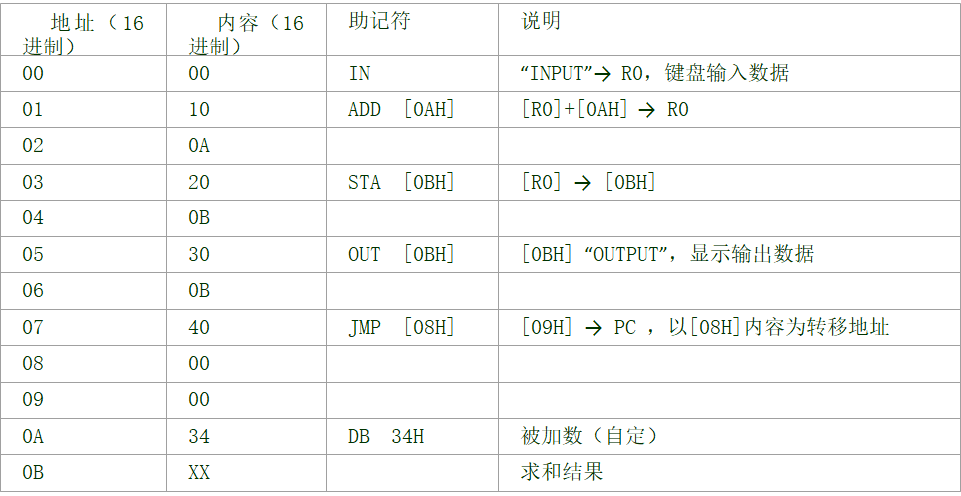 地址（16进制） 内容（16进制） 助记符 说明
00 00 IN “INPUT”→ R0，键盘输入数据
01 10 ADD [0AH] [R0]+[0AH] → R0
02 0A
03 20 STA [0BH] [R0] → [0BH]
04 0B
05 30 OUT [0BH] [0BH] “OUTPUT”，显示输出数据
06 0B
07 40 JMP [08H] [09H] → PC ，以[08H]内容为转移地址
08 00
09 00
0A 34 DB 34H 被加数（自定）
0B XX 求和结果